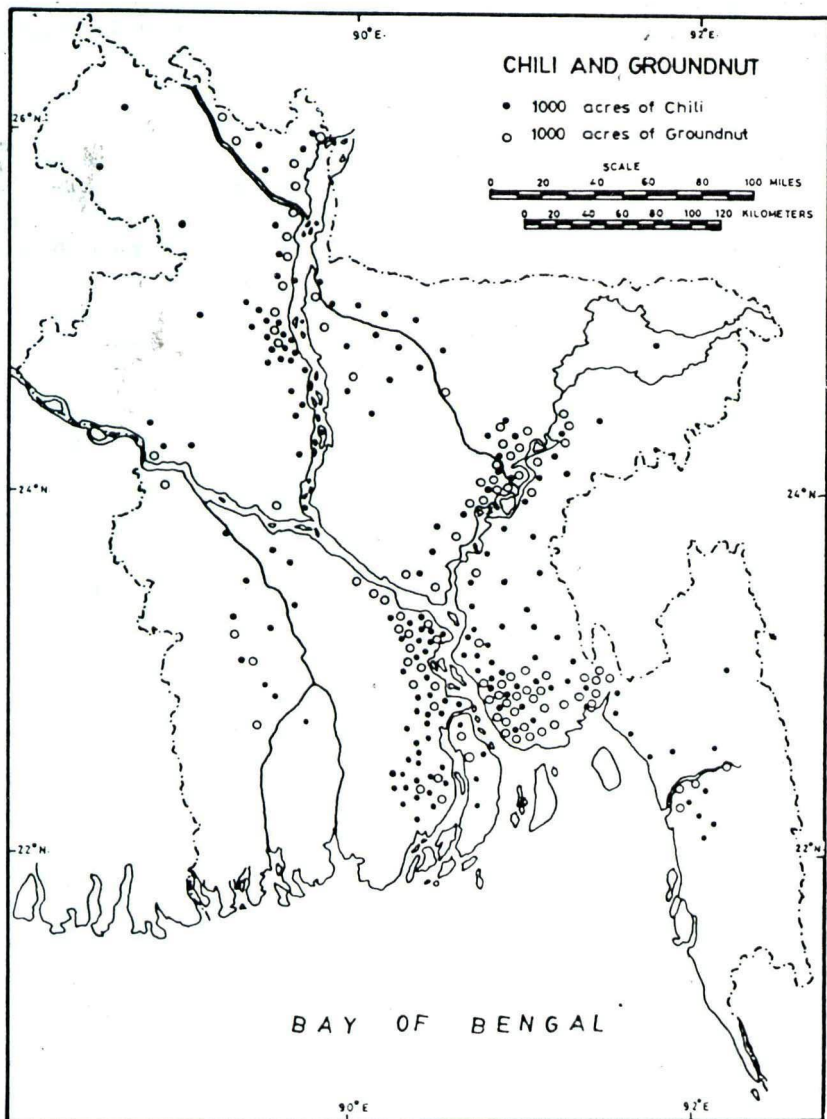 90°E·
92°E·
CHILI AND GROUNDNUT
26°N·
1000 acres of Chili
1000 acres of Groundnut
SCALE
0 20 40 60 80 100 MILES
0 20 40 60 80 100 120 KILOMETERS
24°N·
24°N·
22°N·
22°N·
BAY OF BENGAL
90°E
92°E